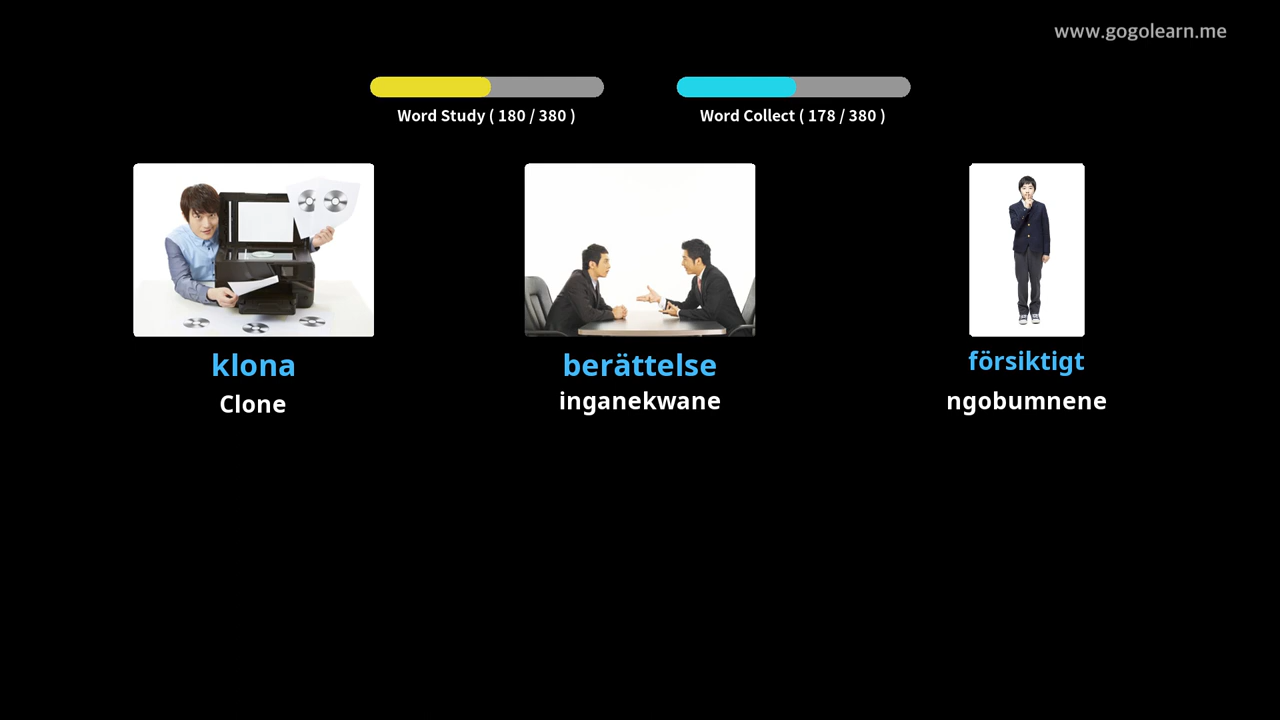 www.gogolearn.me
Word Study ( 180 / 380 )
Word Collect ( 178 / 380 )
klona
berättelse
försiktigt
Clone
inganekwane
ngobumnene